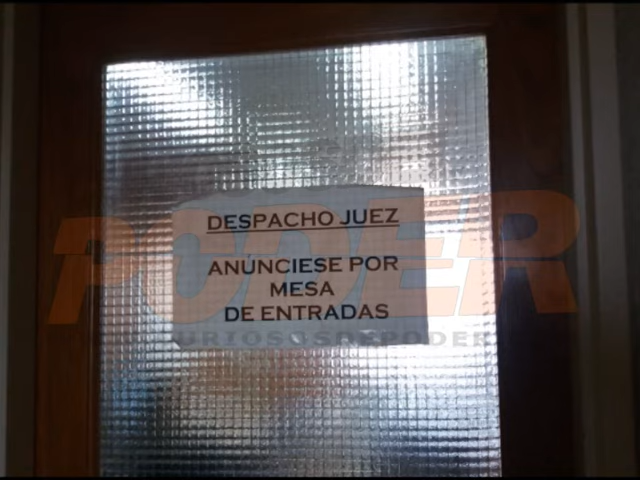 DESPACHO JUEZ
ANÚNCIESE POR
MESA
DE ENTRADAS
PODER